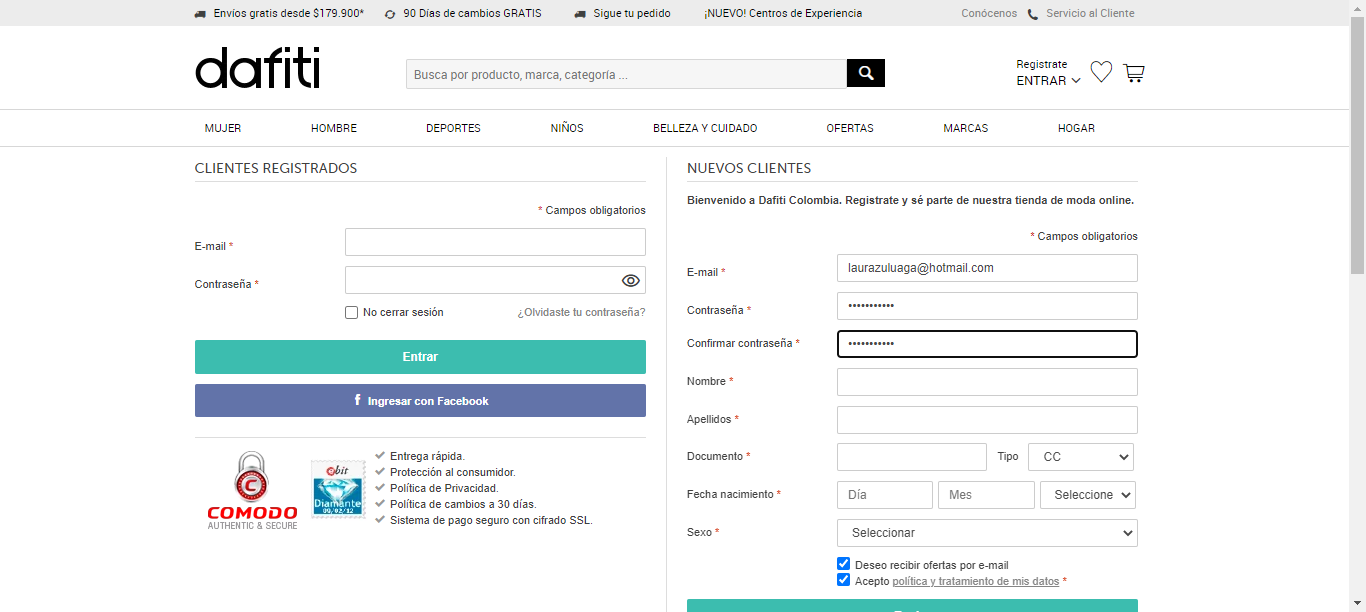 Envíos gratis desde $179.900* 90 Días de cambios GRATIS Sigue tu pedido ¡NUEVO! Centros de Experiencia Conócenos Servicio al Cliente
dafiti
Busca por producto, marca, categoría ...
Registrate
ENTRAR
MUJER HOMBRE DEPORTES NIÑOS BELLEZA Y CUIDADO OFERTAS MARCAS HOGAR
CLIENTES REGISTRADOS
* Campos obligatorios
E-mail *
Contraseña *
No cerrar sesión ¿Olvidaste tu contraseña?
Entrar
f Ingresar con Facebook
C
COMODO
AUTHENTIC & SECURE
ebit
Diamante
09/02/12
Entrega rápida.
Protección al consumidor.
Política de Privacidad.
Política de cambios a 30 días.
Sistema de pago seguro con cifrado SSL.
NUEVOS CLIENTES
Bienvenido a Dafiti Colombia. Registrate y sé parte de nuestra tienda de moda online.
* Campos obligatorios
E-mail * laurazuluaga@hotmail.com
Contraseña * •••••••••••
Confirmar contraseña * •••••••••••
Nombre *
Apellidos *
Documento * Tipo CC
Fecha nacimiento * Día Mes Seleccione
Sexo * Seleccionar
Deseo recibir ofertas por e-mail
Acepto política y tratamiento de mis datos *